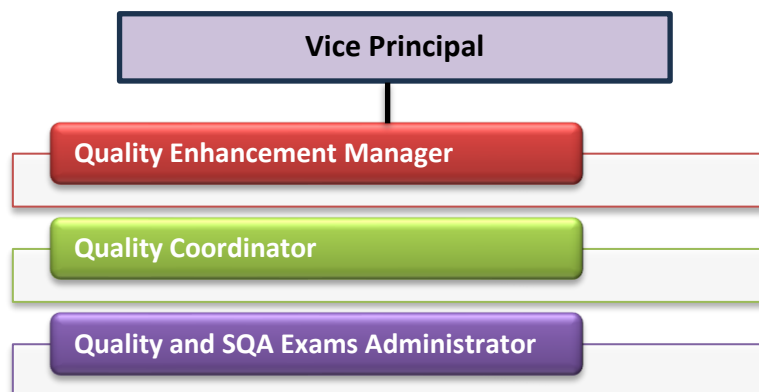 Vice Principal
Quality Enhancement Manager
Quality Coordinator
Quality and SQA Exams Administrator